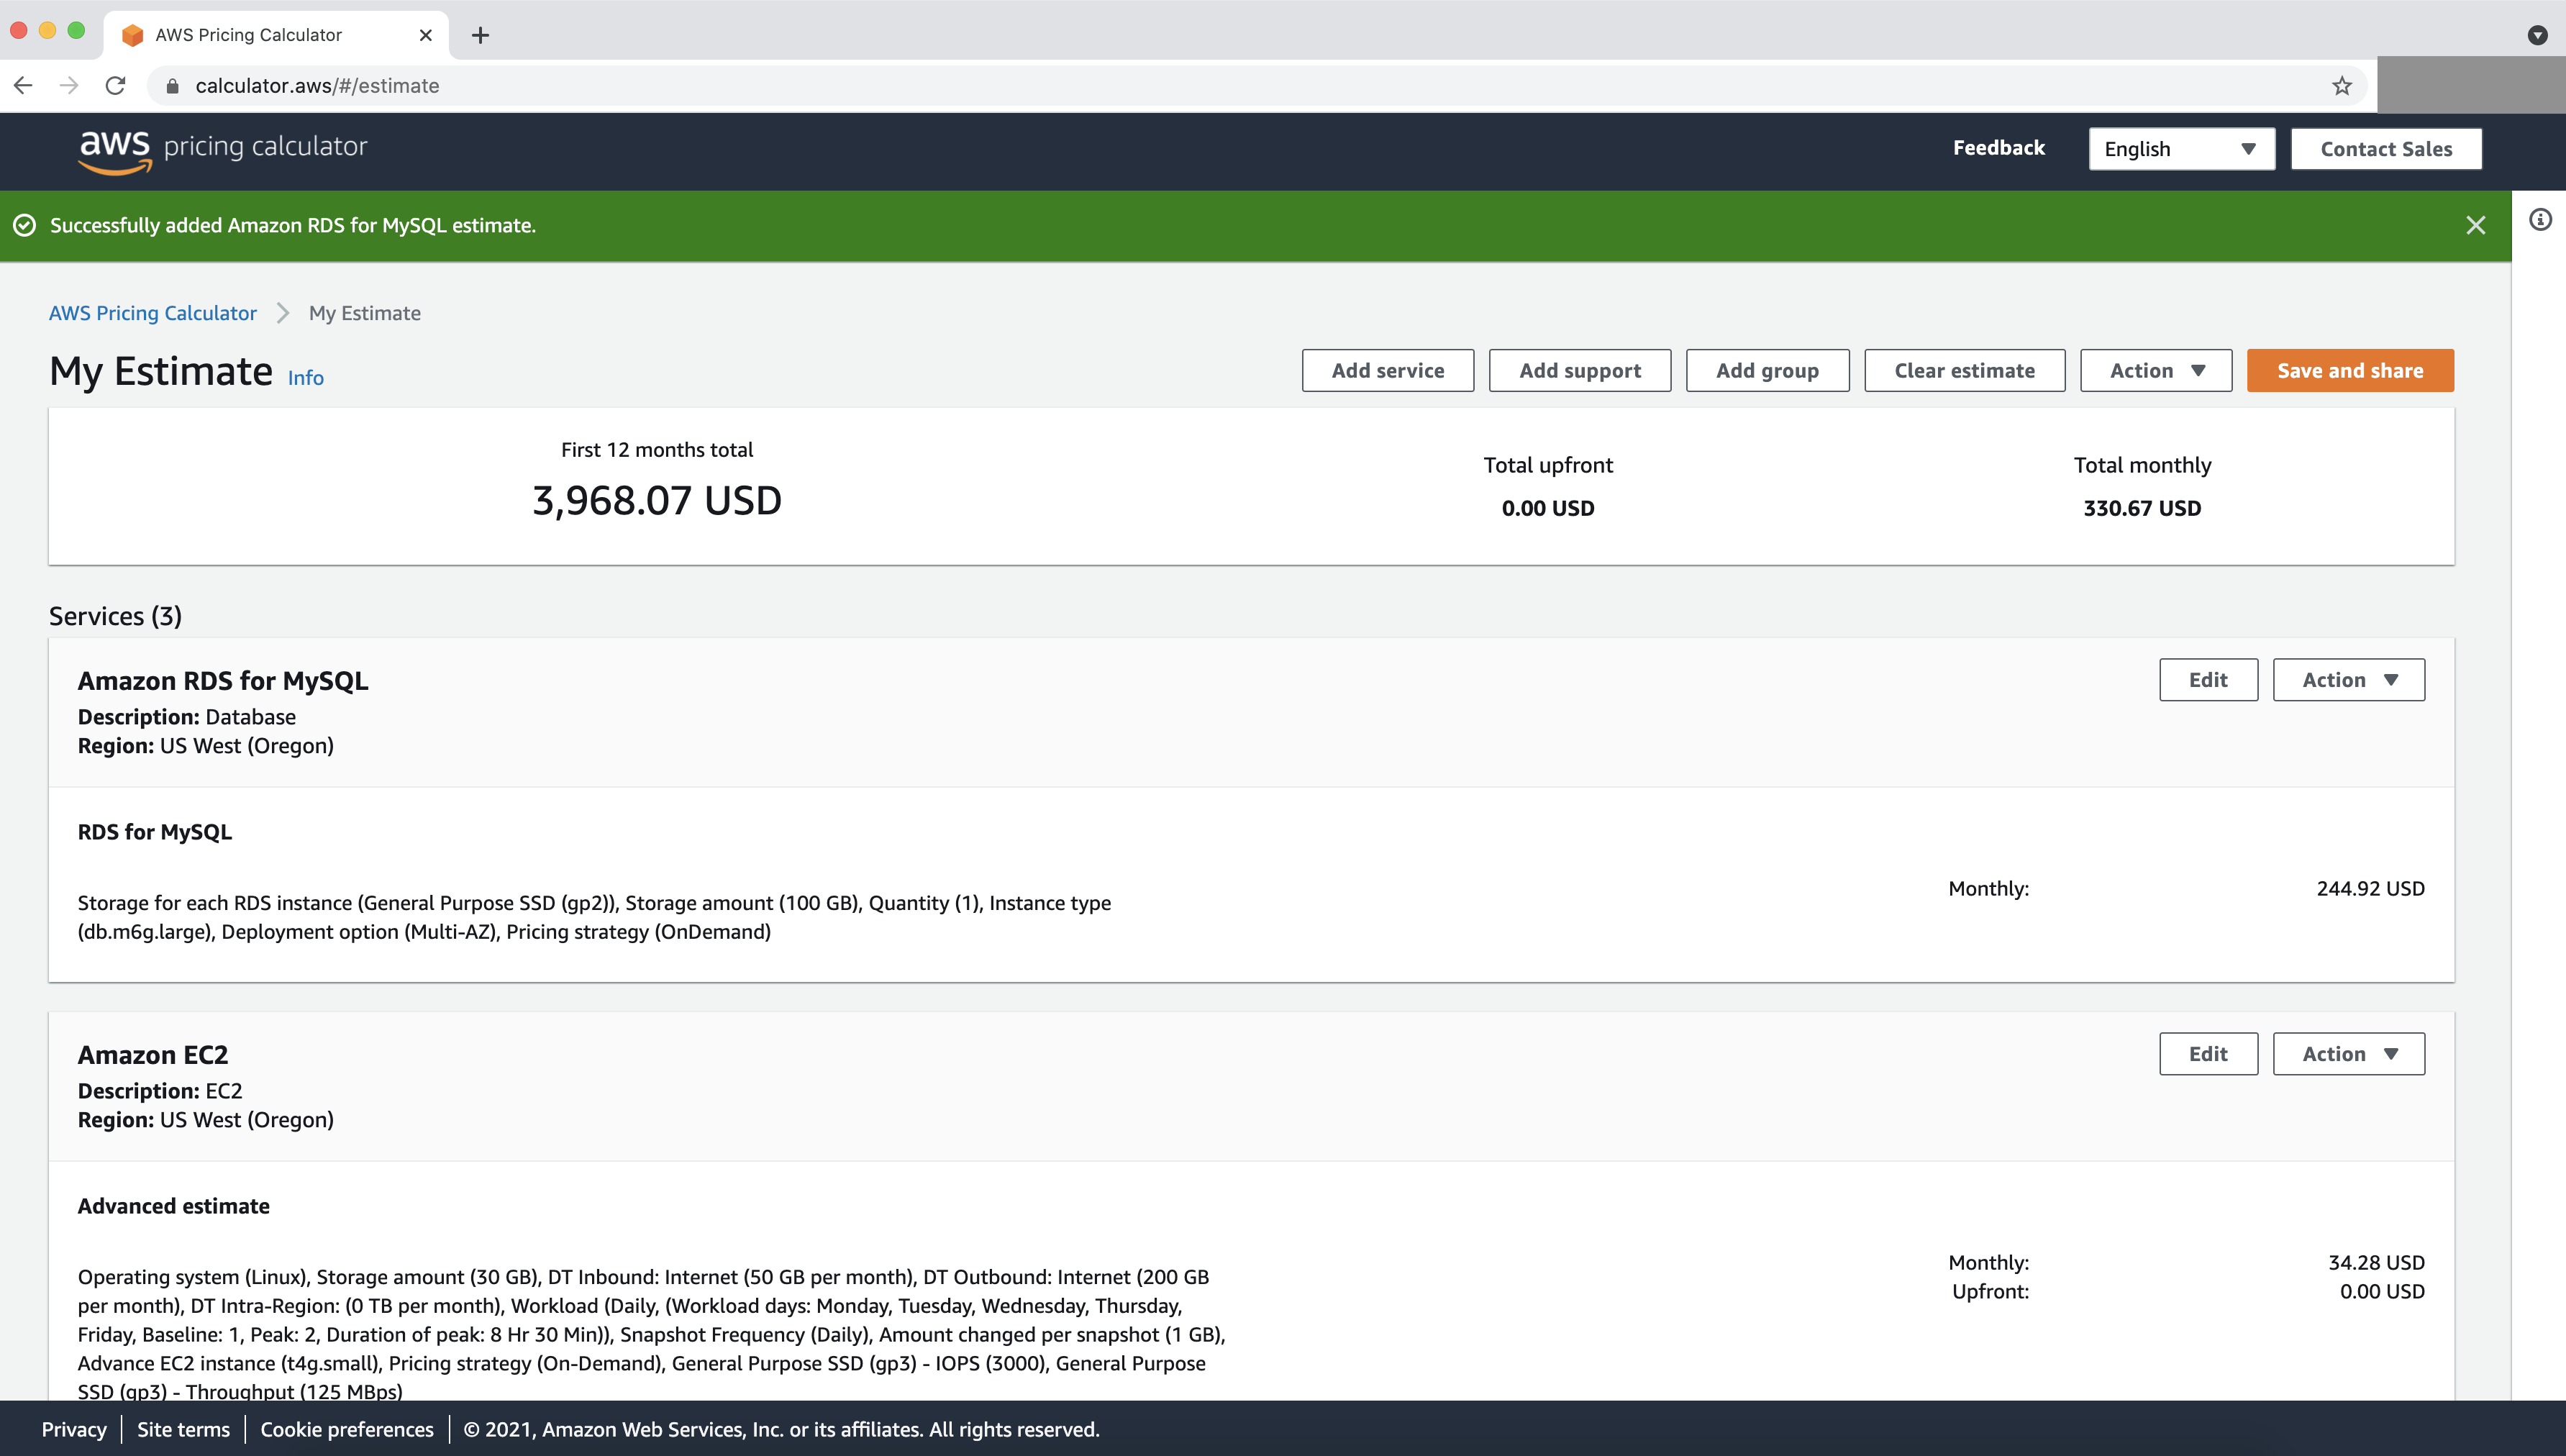 AWS Pricing Calculator
calculator.aws/#/estimate
aws pricing calculator
Feedback
English
Contact Sales
Successfully added Amazon RDS for MySQL estimate.
AWS Pricing Calculator
My Estimate
My Estimate Info
Add service
Add support
Add group
Clear estimate
Action
Save and share
First 12 months total
3,968.07 USD
Total upfront
0.00 USD
Total monthly
330.67 USD
Services (3)
Amazon RDS for MySQL
Edit
Action
Description: Database
Region: US West (Oregon)
RDS for MySQL
Storage for each RDS instance (General Purpose SSD (gp2)), Storage amount (100 GB), Quantity (1), Instance type
(db.m6g.large), Deployment option (Multi-AZ), Pricing strategy (OnDemand)
Monthly: 244.92 USD
Amazon EC2
Edit
Action
Description: EC2
Region: US West (Oregon)
Advanced estimate
Operating system (Linux), Storage amount (30 GB), DT Inbound: Internet (50 GB per month), DT Outbound: Internet (200 GB
per month), DT Intra-Region: (0 TB per month), Workload (Daily, (Workload days: Monday, Tuesday, Wednesday, Thursday,
Friday, Baseline: 1, Peak: 2, Duration of peak: 8 Hr 30 Min)), Snapshot Frequency (Daily), Amount changed per snapshot (1 GB),
Advance EC2 instance (t4g.small), Pricing strategy (On-Demand), General Purpose SSD (gp3) - IOPS (3000), General Purpose
SSD (gp3) - Throughput (125 MBps)
Monthly: 34.28 USD
Upfront: 0.00 USD
Privacy
Site terms
Cookie preferences
© 2021, Amazon Web Services, Inc. or its affiliates. All rights reserved.